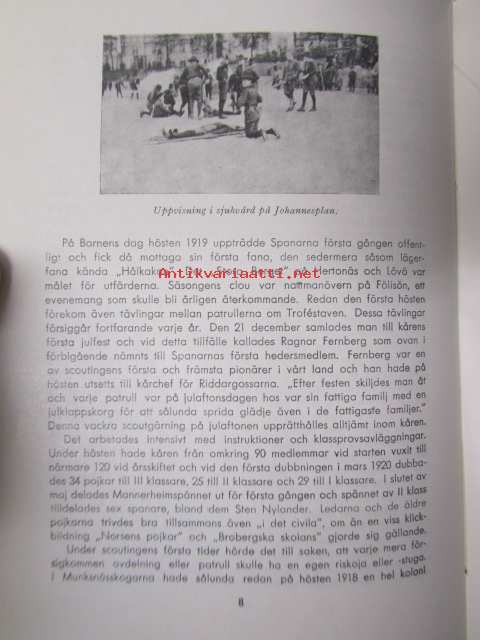 Uppvisning i sjukvård på Johannesplan.
På Barnens dag hösten 1919 uppträdde Spanarna första gången offent-
ligt och fick då mottaga sin första fana, den sedermera såsom läger-
fana kända „Hålkakan". Den „Stora Berget" på Hertonäs och Lövö var
Antikvariaatti.net
målet för utfärderna. Säsongens clou var nattmanövern på Fölisön, ett
evenemang som skulle bli årligen återkommande. Redan den första hösten
förekom även tävlingar mellan patrullerna om Troféstaven. Dessa tävlingar
försiggår fortfarande varje år. Den 21 december samlades man till kårens
första julfest och vid detta tillfälle kallades Ragnar Fernberg som ovan i
förbigående nämnts till Spanarnas första hedersmedlem. Fernberg var en
av scoutingens första och främsta pionärer i vårt land och han hade på
hösten utsetts till kårchef för Riddargossarna. „Efter festen skiljdes man åt
och varje patrull var på julaftonsdagen hos var sin fattiga familj med en
julklappskorg för att sålunda sprida glädje även i de fattigaste familjer."
Denna vackra scoutgärning på julaftonen upprätthålles alltjämt inom kåren.
Det arbetades intensivt med instruktioner och klassprovsavläggningar.
Under hösten hade kåren från omkring 90 medlemmar vid starten vuxit till
närmare 120 vid årsskiftet och vid den första dubbningen i mars 1920 dubba-
des 34 pojkar till III klassare, 25 till II klassare och 29 till I klassare. I slutet av
maj delades Mannerheimspännet ut för första gången och spännet av II klass
tilldelades sex spanare, bland dem Sten Nylander. Ledarna och de äldre
pojkarna trivdes bra tillsammans även „i det civila", om än en viss klick-
bildning „Norsens pojkar" och „Brobergska skolans" gjorde sig gällande.
Under scoutingens första tider hörde det till saken, att varje mera för-
sigkommen avdelning eller patrull skulle ha en egen riskoja eller -stuga.
I Munksnösskogarna hade sålunda redan på hösten 1918 en hel koloni
8